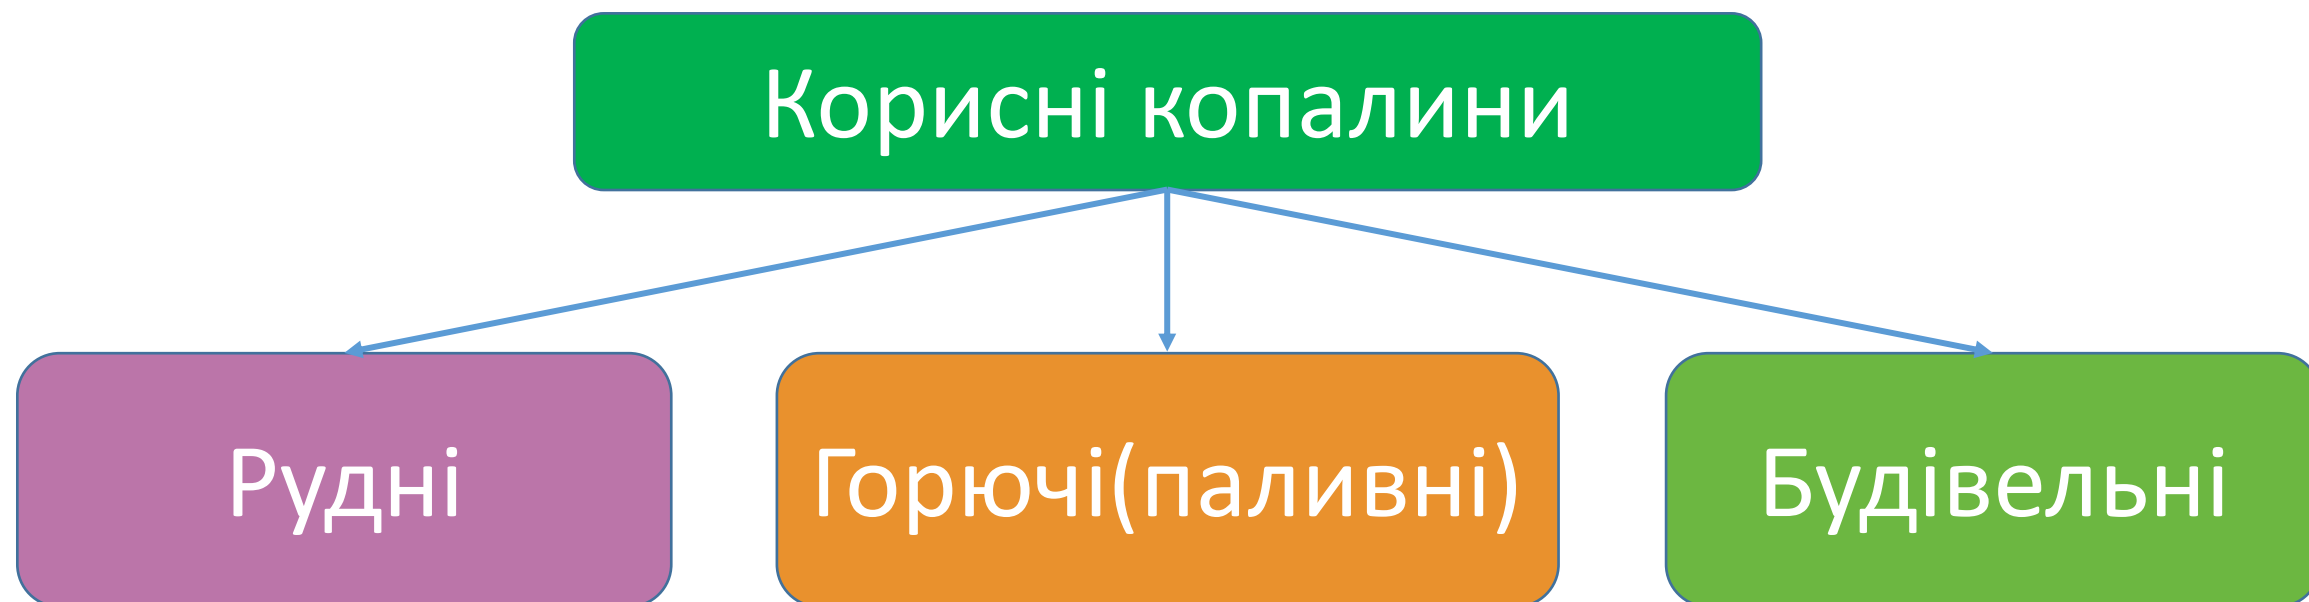 Корисні копалини
Рудні
Горючі(паливні)
Будівельні